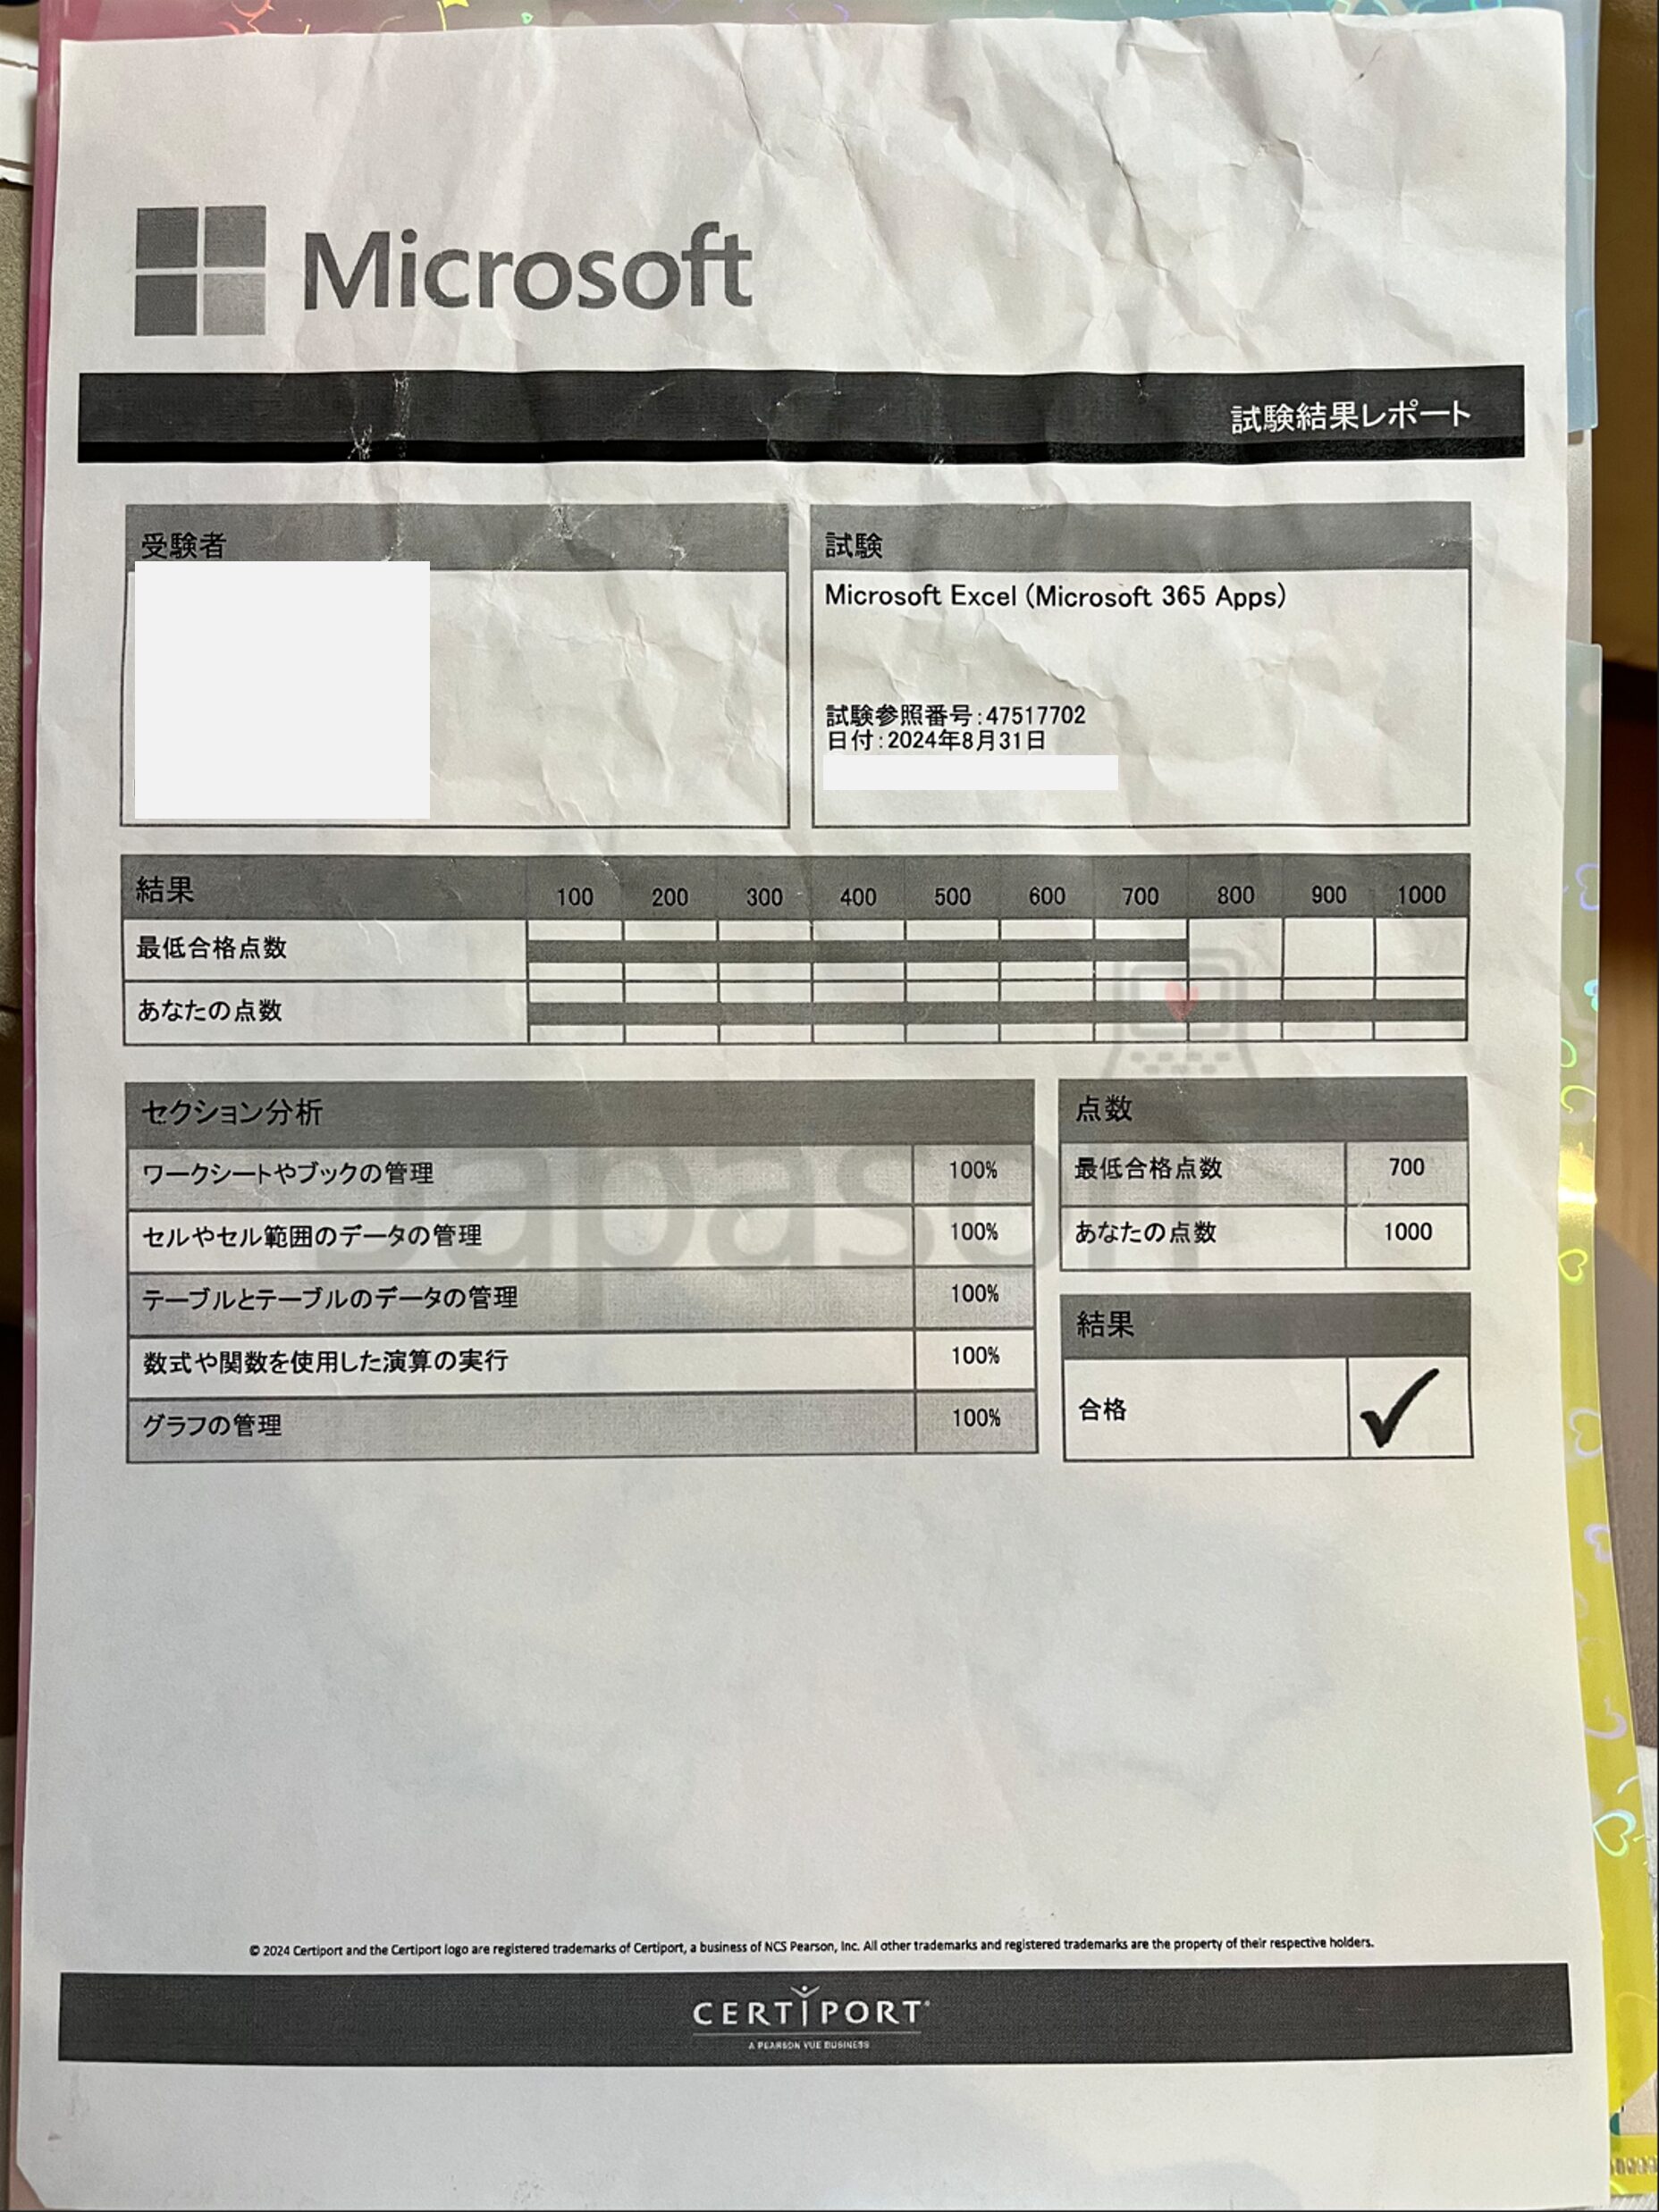 Microsoft
試験結果レポート
受験者
試験
Microsoft Excel (Microsoft 365 Apps)
試験参照番号:47517702
日付:2024年8月31日
結果 100 200 300 400 500 600 700 800 900 1000
最低合格点数
あなたの点数
セクション分析
ワークシートやブックの管理 100%
セルやセル範囲のデータの管理 100%
テーブルとテーブルのデータの管理 100%
数式や関数を使用した演算の実行 100%
グラフの管理 100%
点数
最低合格点数 700
あなたの点数 1000
結果
合格 ✓
© 2024 Certiport and the Certiport logo are registered trademarks of Certiport, a business of NCS Pearson, Inc. All other trademarks and registered trademarks are the property of their respective holders.
CERTIPORT®
A PEARSON VUE BUSINESS